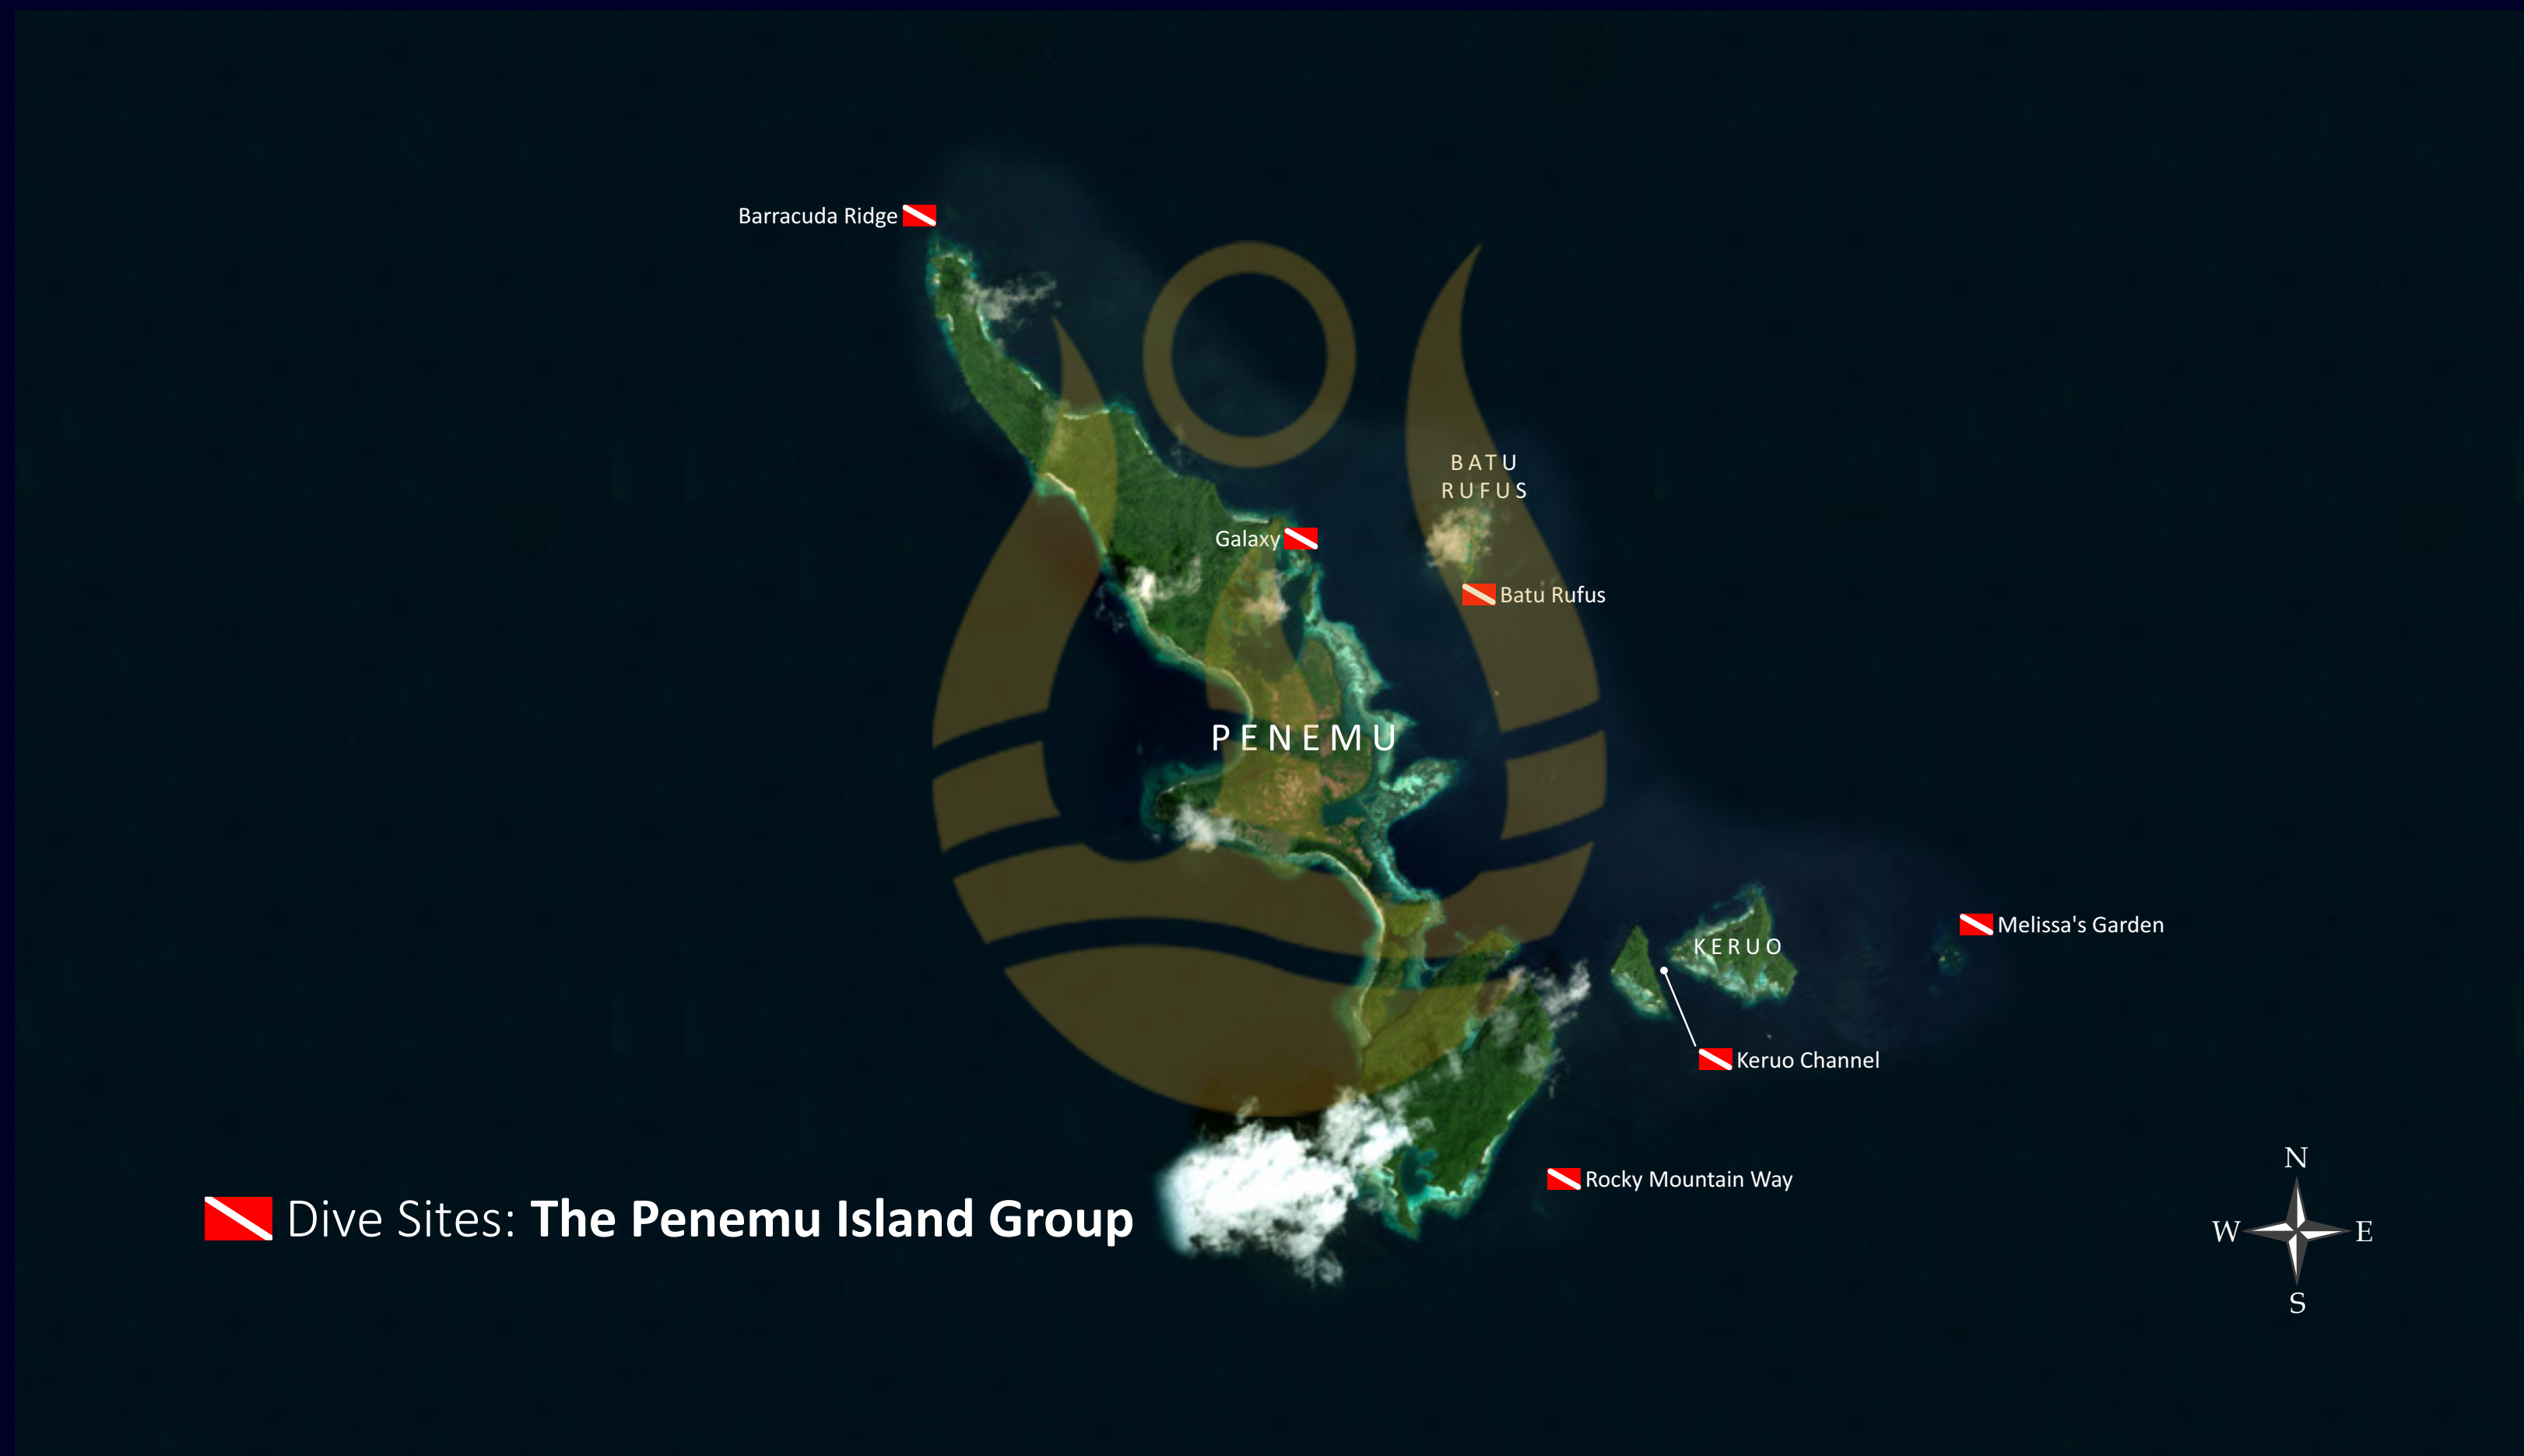 Barracuda Ridge
BATU
RUFUS
Galaxy
Batu Rufus
PENEMU
Melissa's Garden
KERUO
Keruo Channel
Rocky Mountain Way
Dive Sites: The Penemu Island Group
N
W E
S